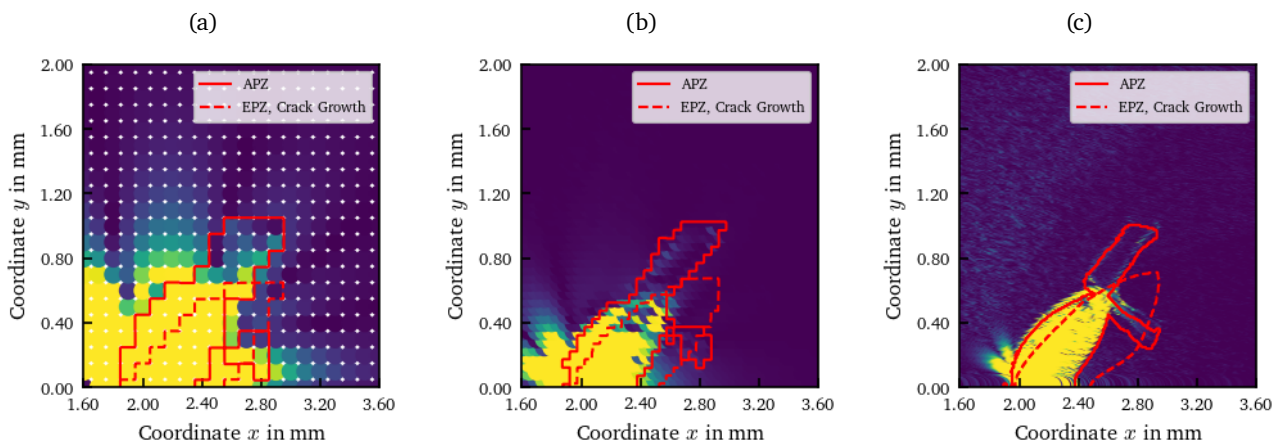 (a)
(b)
(c)
2.00
1.60
1.20
0.80
0.40
0.00
1.60 2.00 2.40 2.80 3.20 3.60
Coordinate y in mm
Coordinate x in mm
APZ
EPZ, Crack Growth
2.00
1.60
1.20
0.80
0.40
0.00
1.60 2.00 2.40 2.80 3.20 3.60
Coordinate y in mm
Coordinate x in mm
APZ
EPZ, Crack Growth
2.00
1.60
1.20
0.80
0.40
0.00
1.60 2.00 2.40 2.80 3.20 3.60
Coordinate y in mm
Coordinate x in mm
APZ
EPZ, Crack Growth